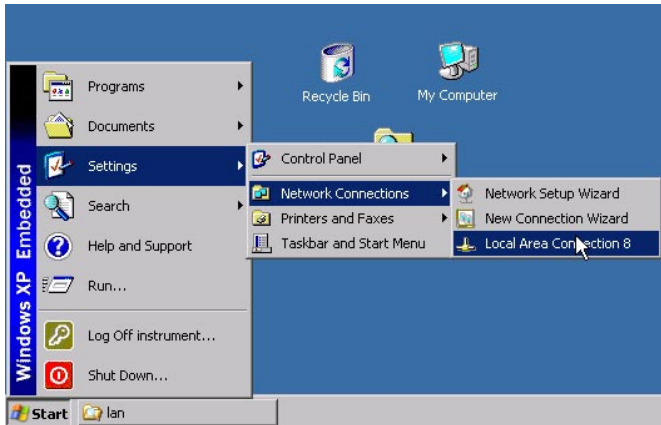 Recycle Bin
My Computer
Programs
Documents
Settings
Search
Help and Support
Run...
Log Off instrument...
Shut Down...
Windows XP Embedded
Control Panel
Network Connections
Printers and Faxes
Taskbar and Start Menu
Network Setup Wizard
New Connection Wizard
Local Area Connection 8
Start
lan